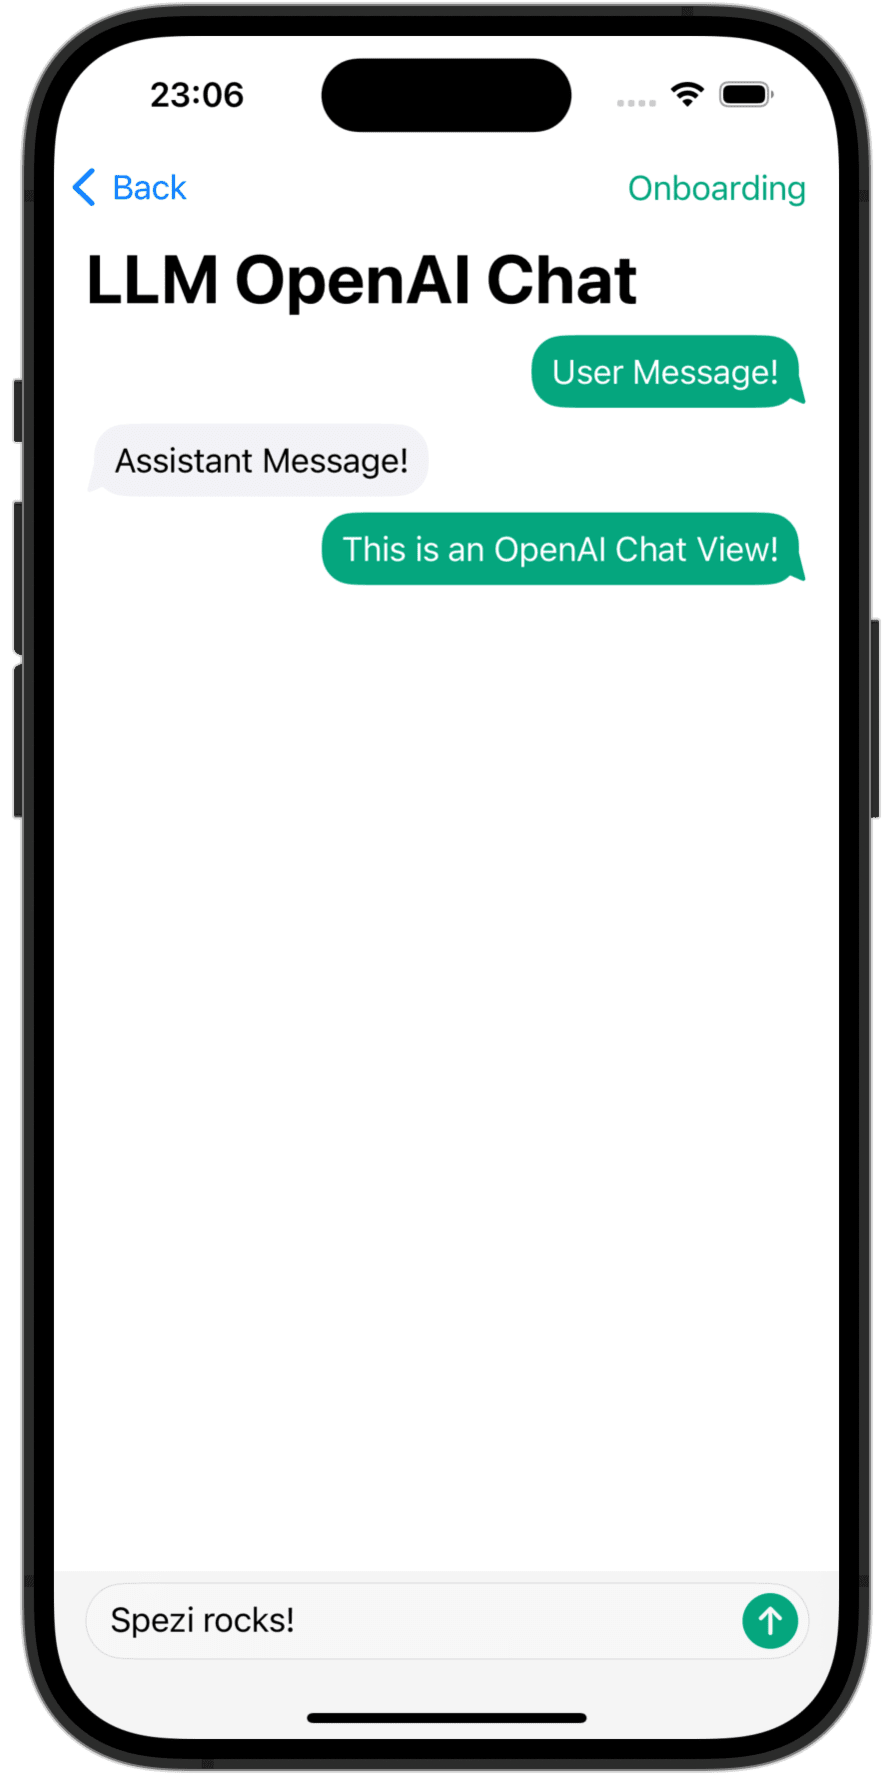 23:06
Back
Onboarding
LLM OpenAI Chat
User Message!
Assistant Message!
This is an OpenAI Chat View!
Spezi rocks!